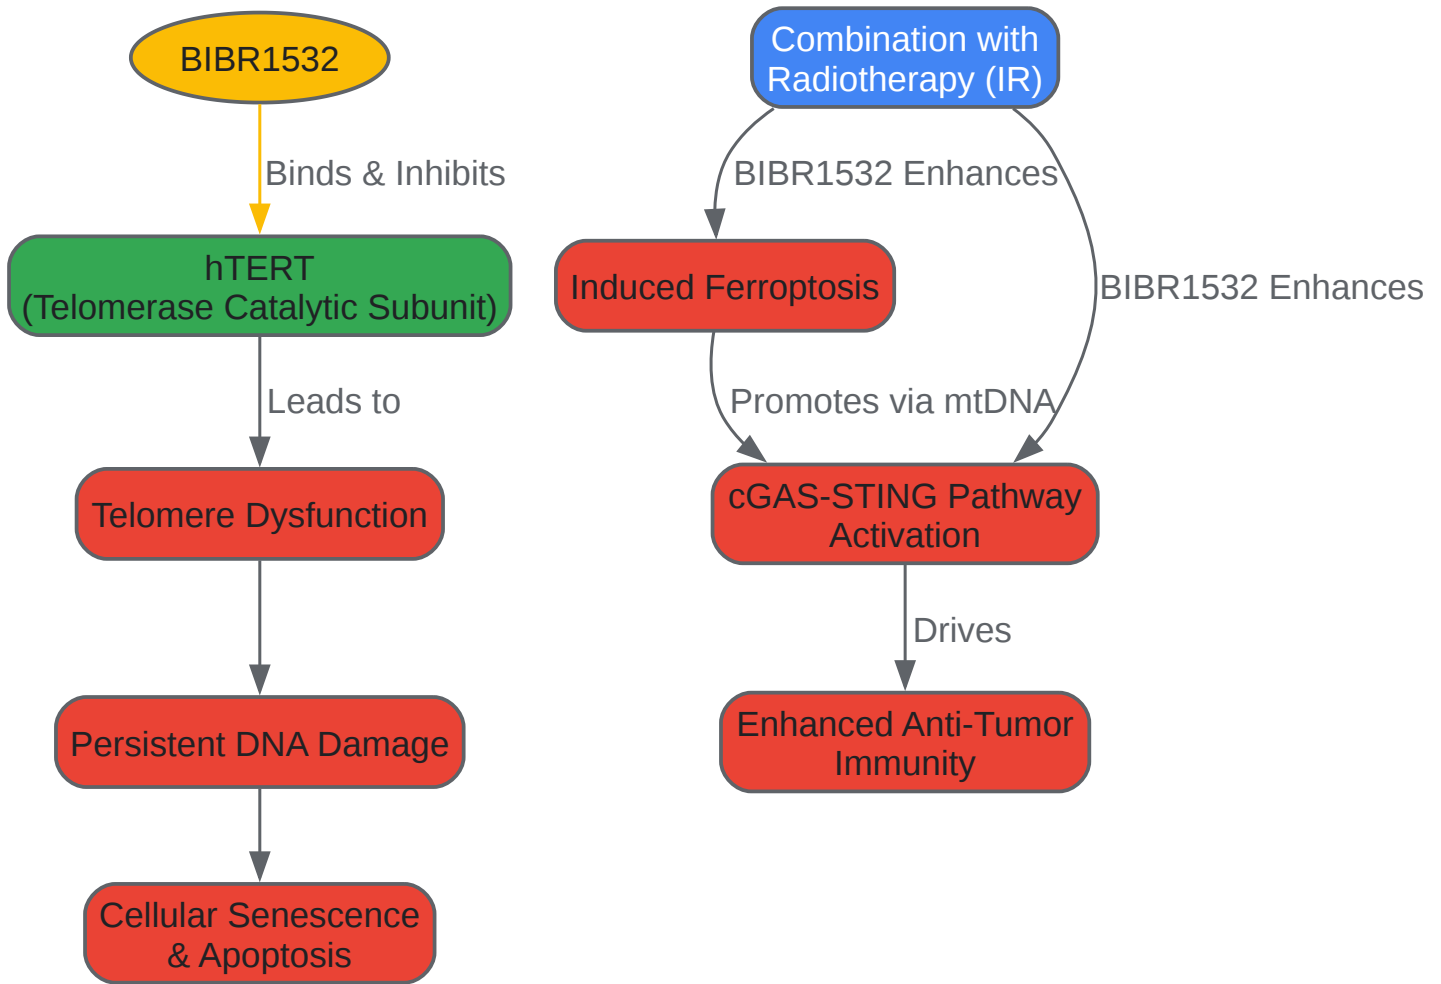 BIBR1532
Binds & Inhibits
hTERT
(Telomerase Catalytic Subunit)
Leads to
Telomere Dysfunction
Persistent DNA Damage
Cellular Senescence
& Apoptosis
Combination with
Radiotherapy (IR)
BIBR1532 Enhances
Induced Ferroptosis
BIBR1532 Enhances
Promotes via mtDNA
cGAS-STING Pathway
Activation
Drives
Enhanced Anti-Tumor
Immunity